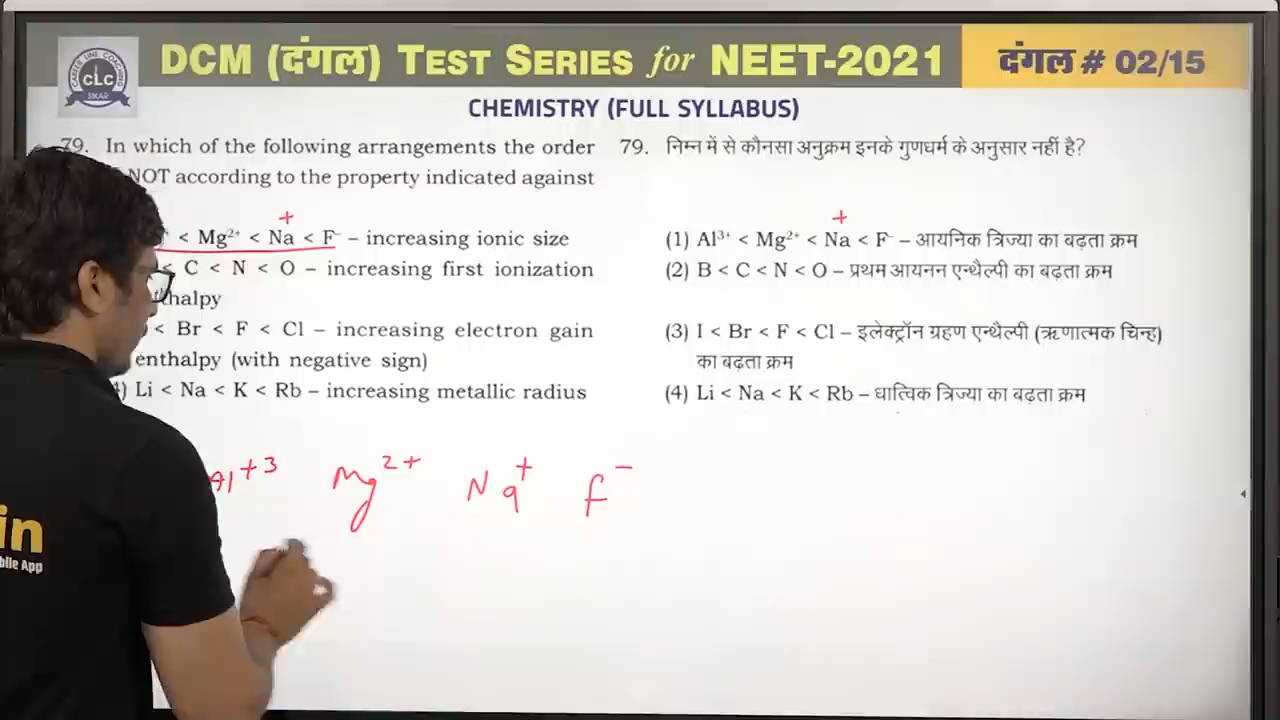 DCM (दंगल) TEST SERIES for NEET-2021
दंगल # 02/15
CLC
SIKAR
CHEMISTRY (FULL SYLLABUS)
79. In which of the following arrangements the order
NOT according to the property indicated against
+
< Mg²⁺ < Na < F⁻ – increasing ionic size
< C < N < O – increasing first ionization
thalpy
< Br < F < Cl – increasing electron gain
enthalpy (with negative sign)
) Li < Na < K < Rb – increasing metallic radius
79. निम्न में से कौनसा अनुक्रम इनके गुणधर्म के अनुसार नहीं है?
+
(1) Al³⁺ < Mg²⁺ < Na < F⁻ – आयनिक त्रिज्या का बढ़ता क्रम
(2) B < C < N < O – प्रथम आयनन एन्थैल्पी का बढ़ता क्रम
(3) I < Br < F < Cl – इलेक्ट्रॉन ग्रहण एन्थैल्पी (ऋणात्मक चिन्ह)
का बढ़ता क्रम
(4) Li < Na < K < Rb – धात्विक त्रिज्या का बढ़ता क्रम
Al⁺³ Mg²⁺ Na⁺ F⁻
in
bile App